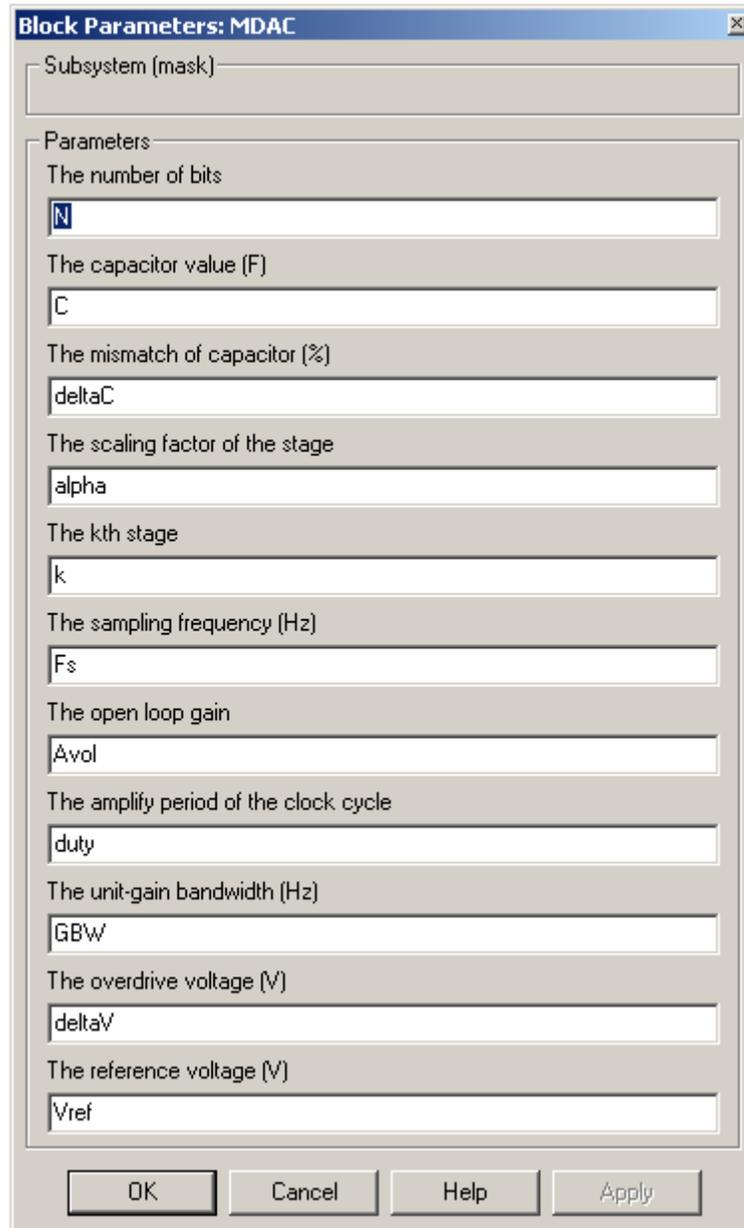 Block Parameters: MDAC
Subsystem (mask)
Parameters
The number of bits
N
The capacitor value (F)
C
The mismatch of capacitor (%)
deltaC
The scaling factor of the stage
alpha
The kth stage
k
The sampling frequency (Hz)
Fs
The open loop gain
Avol
The amplify period of the clock cycle
duty
The unit-gain bandwidth (Hz)
GBW
The overdrive voltage (V)
deltaV
The reference voltage (V)
Vref
OK Cancel Help Apply